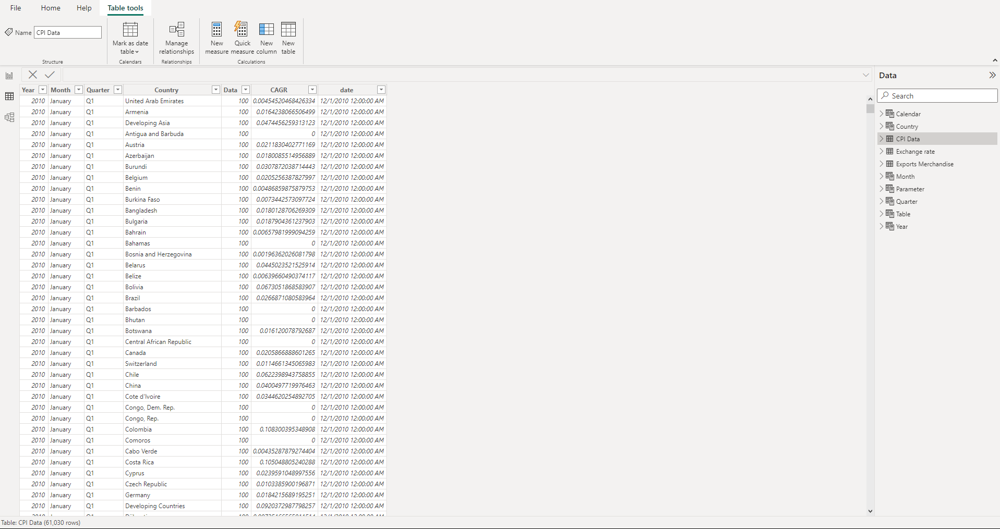 File Home Help Table tools
Name CPI Data
Mark as date table
Manage relationships
New measure
Quick measure
New column
New table
Structure Calendars Relationships Calculations
Year Month Quarter Country Data CAGR date
2010 January Q1 United Arab Emirates 100 0.00454520468426334 12/1/2010 12:00:00 AM
2010 January Q1 Armenia 100 0.0164238066506499 12/1/2010 12:00:00 AM
2010 January Q1 Developing Asia 100 0.0474456259313123 12/1/2010 12:00:00 AM
2010 January Q1 Antigua and Barbuda 100 0 12/1/2010 12:00:00 AM
2010 January Q1 Austria 100 0.0211830402771169 12/1/2010 12:00:00 AM
2010 January Q1 Azerbaijan 100 0.0180085514956889 12/1/2010 12:00:00 AM
2010 January Q1 Burundi 100 0.0307872038714443 12/1/2010 12:00:00 AM
2010 January Q1 Belgium 100 0.0205256387827997 12/1/2010 12:00:00 AM
2010 January Q1 Benin 100 0.00486859875879753 12/1/2010 12:00:00 AM
2010 January Q1 Burkina Faso 100 0.0073442573097724 12/1/2010 12:00:00 AM
2010 January Q1 Bangladesh 100 0.0180128706269309 12/1/2010 12:00:00 AM
2010 January Q1 Bulgaria 100 0.0187904361237903 12/1/2010 12:00:00 AM
2010 January Q1 Bahrain 100 0.00657981999094259 12/1/2010 12:00:00 AM
2010 January Q1 Bahamas 100 0 12/1/2010 12:00:00 AM
2010 January Q1 Bosnia and Herzegovina 100 0.00196362026081798 12/1/2010 12:00:00 AM
2010 January Q1 Belarus 100 0.0445023521525914 12/1/2010 12:00:00 AM
2010 January Q1 Belize 100 0.00639660490374117 12/1/2010 12:00:00 AM
2010 January Q1 Bolivia 100 0.0673051868583907 12/1/2010 12:00:00 AM
2010 January Q1 Brazil 100 0.0266871080583964 12/1/2010 12:00:00 AM
2010 January Q1 Barbados 100 0 12/1/2010 12:00:00 AM
2010 January Q1 Bhutan 100 0 12/1/2010 12:00:00 AM
2010 January Q1 Botswana 100 0.016120078792687 12/1/2010 12:00:00 AM
2010 January Q1 Central African Republic 100 0 12/1/2010 12:00:00 AM
2010 January Q1 Canada 100 0.0205866888601265 12/1/2010 12:00:00 AM
2010 January Q1 Switzerland 100 0.0114661345065983 12/1/2010 12:00:00 AM
2010 January Q1 Chile 100 0.0622398943758855 12/1/2010 12:00:00 AM
2010 January Q1 China 100 0.0400497719976463 12/1/2010 12:00:00 AM
2010 January Q1 Cote d'Ivoire 100 0.0344620254892705 12/1/2010 12:00:00 AM
2010 January Q1 Congo, Dem. Rep. 100 0 12/1/2010 12:00:00 AM
2010 January Q1 Congo, Rep. 100 0 12/1/2010 12:00:00 AM
2010 January Q1 Colombia 100 0.108300395348908 12/1/2010 12:00:00 AM
2010 January Q1 Comoros 100 0 12/1/2010 12:00:00 AM
2010 January Q1 Cabo Verde 100 0.00435287879274404 12/1/2010 12:00:00 AM
2010 January Q1 Costa Rica 100 0.105048805240288 12/1/2010 12:00:00 AM
2010 January Q1 Cyprus 100 0.0239591048997556 12/1/2010 12:00:00 AM
2010 January Q1 Czech Republic 100 0.0103385900196871 12/1/2010 12:00:00 AM
2010 January Q1 Germany 100 0.0184215689195251 12/1/2010 12:00:00 AM
2010 January Q1 Developing Countries 100 0.0920372987798257 12/1/2010 12:00:00 AM
Table: CPI Data (61,030 rows)
Data
Search
Calendar
Country
CPI Data
Exchange rate
Exports Merchandise
Month
Parameter
Quarter
Table
Year